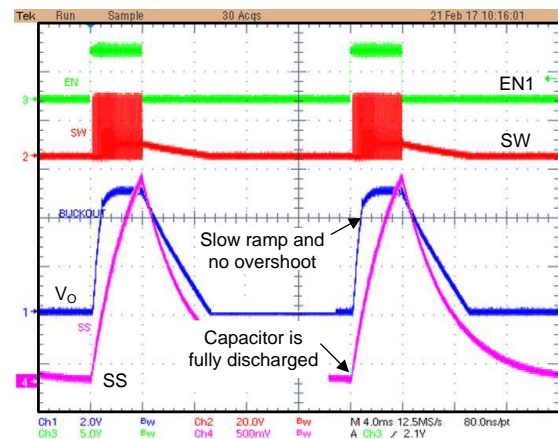 Tek Run Sample 30 Acqs 21 Feb 17 10:16:01
EN
EN1
3
SW
SW
2
BUCKOUT
Slow ramp and
no overshoot
VO
1
SS
Capacitor is
fully discharged
SS
4
Ch1 2.0V Bw Ch2 20.0V Bw M 4.0ms 12.5MS/s 80.0ns/pt
Ch3 5.0V Bw Ch4 500mV Bw A Ch3 / 2.1V